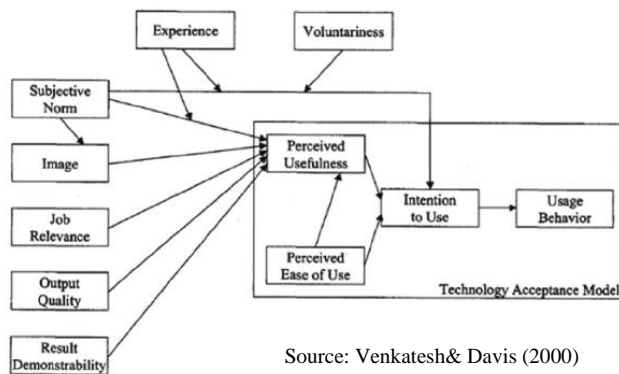 Experience
Voluntariness
Subjective
Norm
Image
Perceived
Usefulness
Job
Relevance
Intention
to Use
Usage
Behavior
Output
Quality
Perceived
Ease of Use
Technology Acceptance Model
Result
Demonstrability
Source: Venkatesh& Davis (2000)